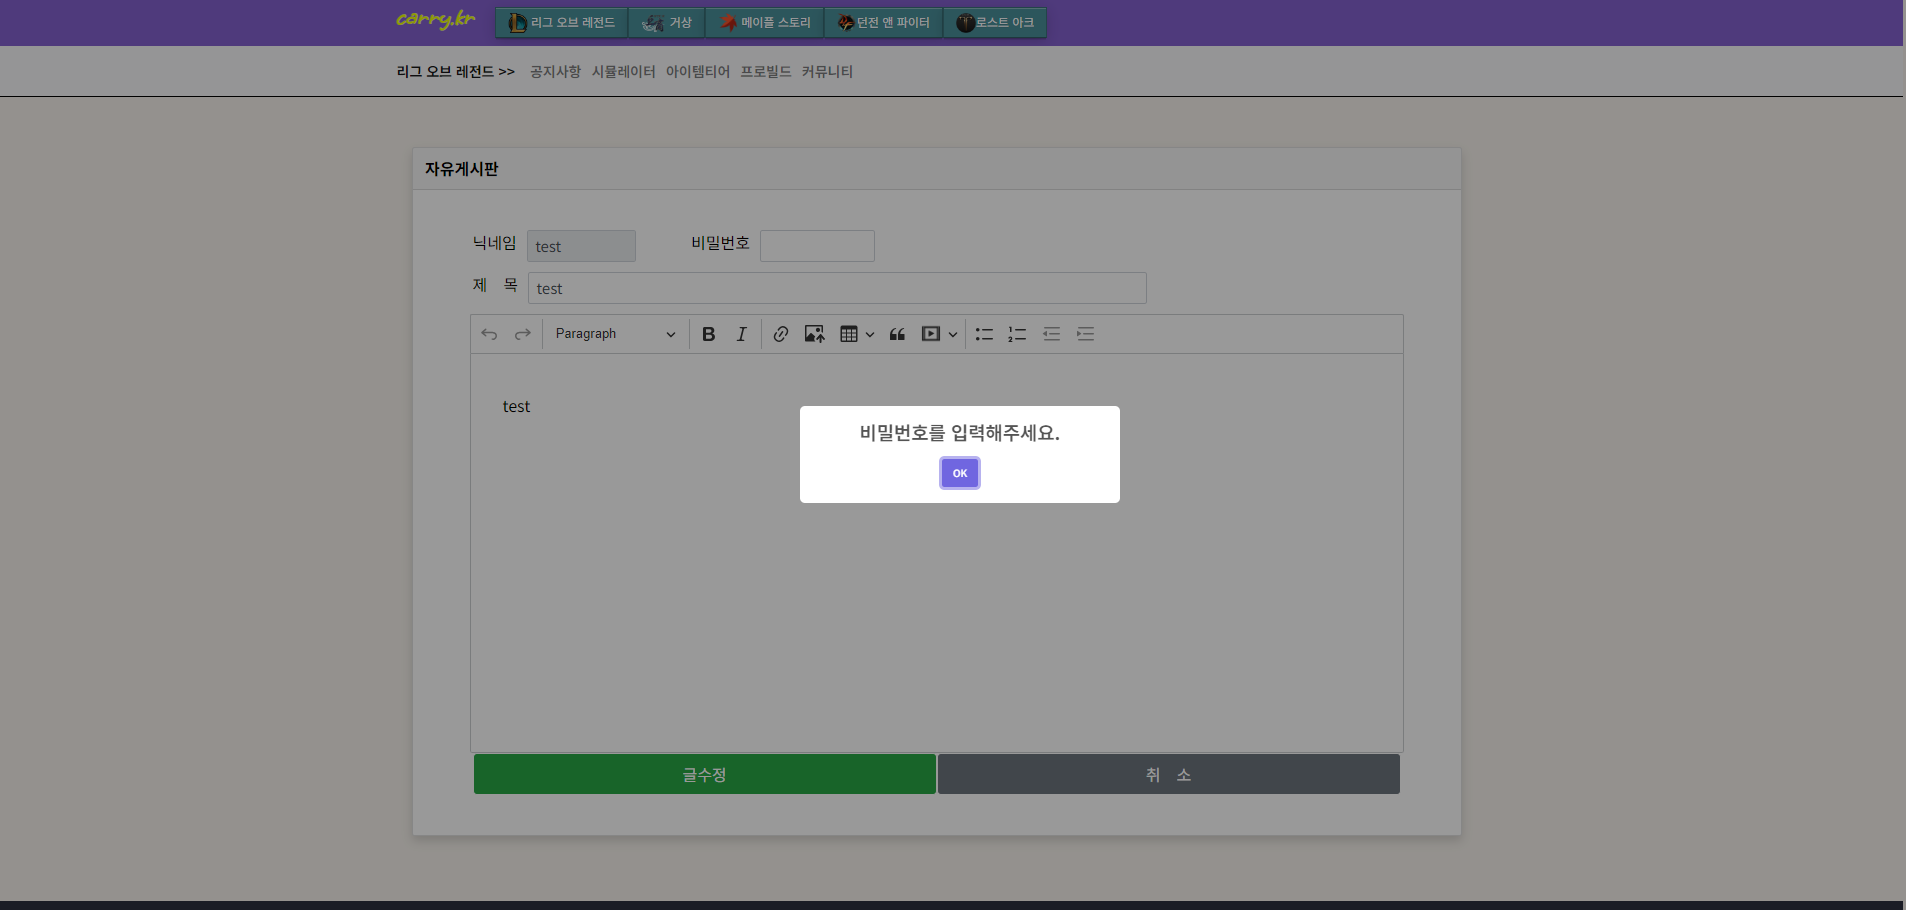 carry.kr 리그 오브 레전드 거상 메이플 스토리 던전 앤 파이터 로스트 아크
리그 오브 레전드 >> 공지사항 시뮬레이터 아이템티어 프로빌드 커뮤니티
자유게시판
닉네임 test 비밀번호
제 목 test
Paragraph B I
test
비밀번호를 입력해주세요.
OK
글수정 취 소